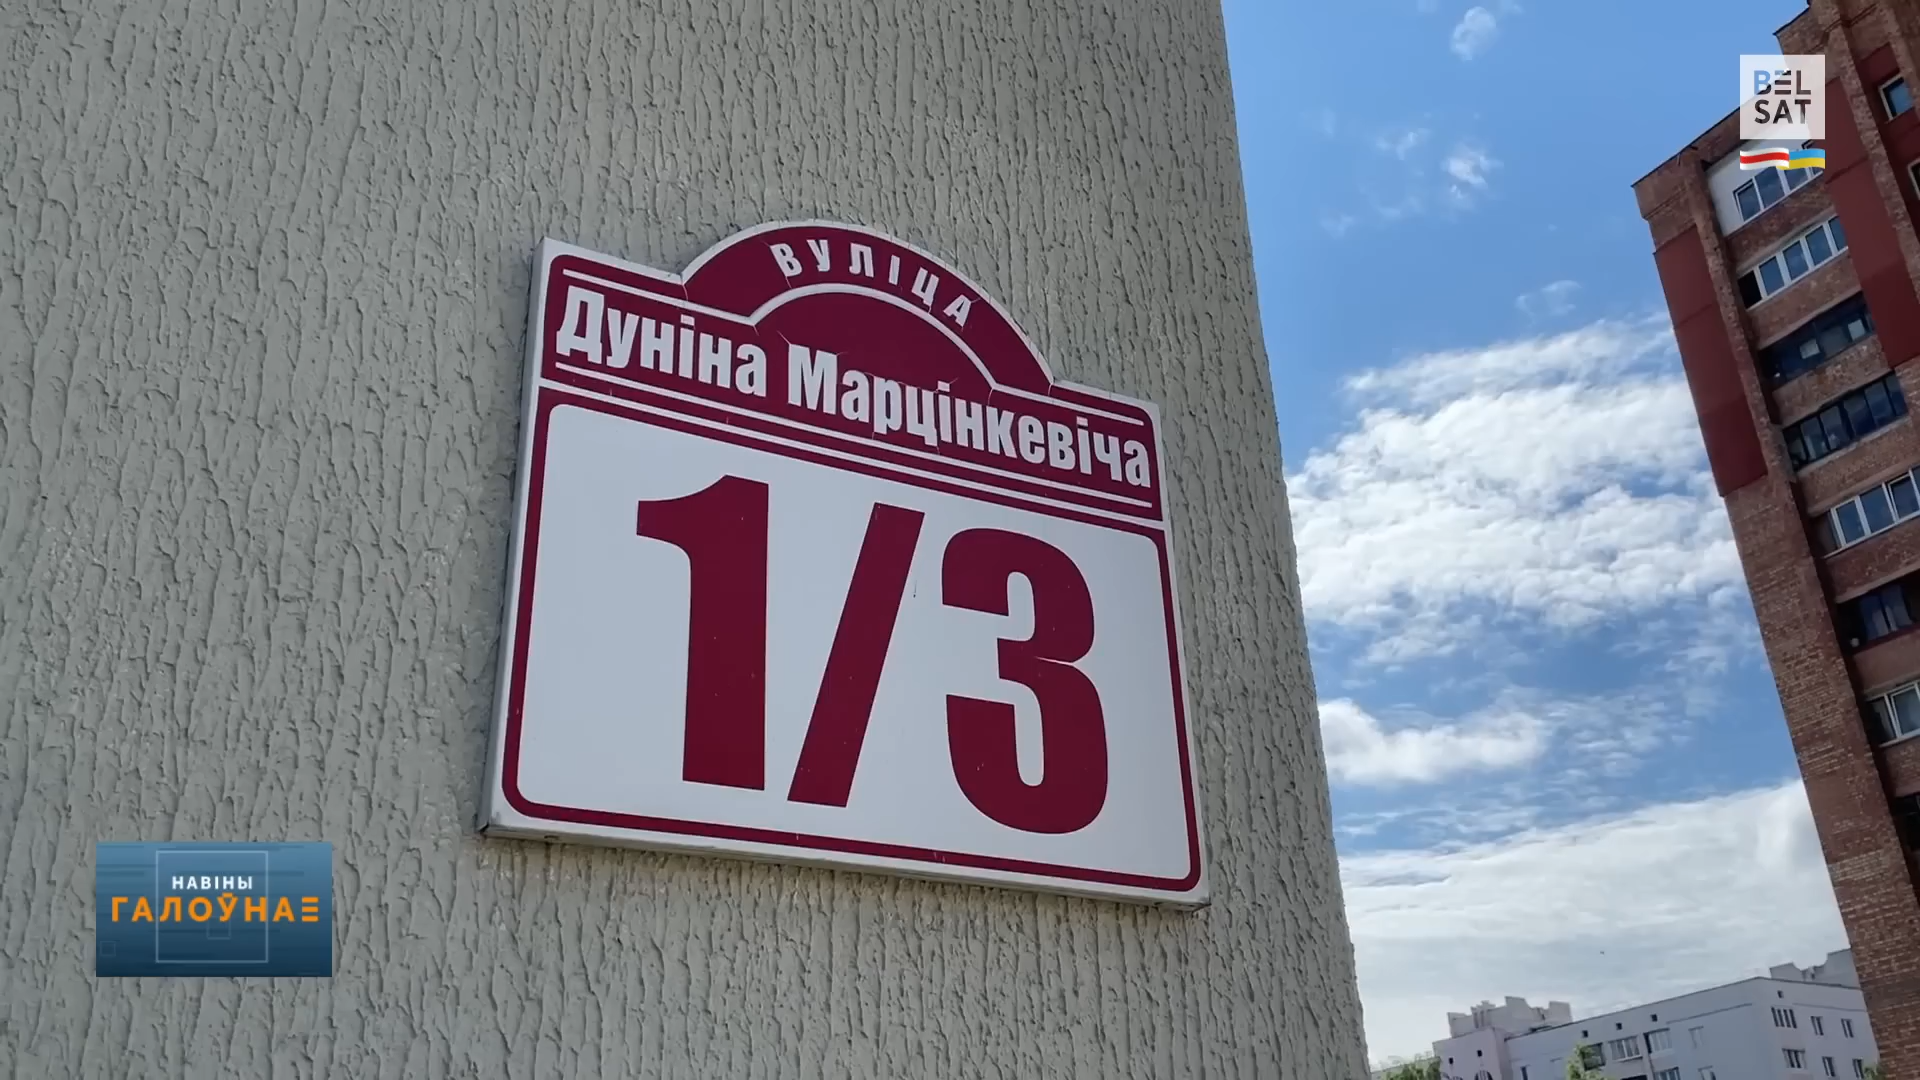 BEL
SAT
ВУЛІЦА
Дуніна Марцінкевіча
1/3
НАВІНЫ
ГАЛОЎНАЕ